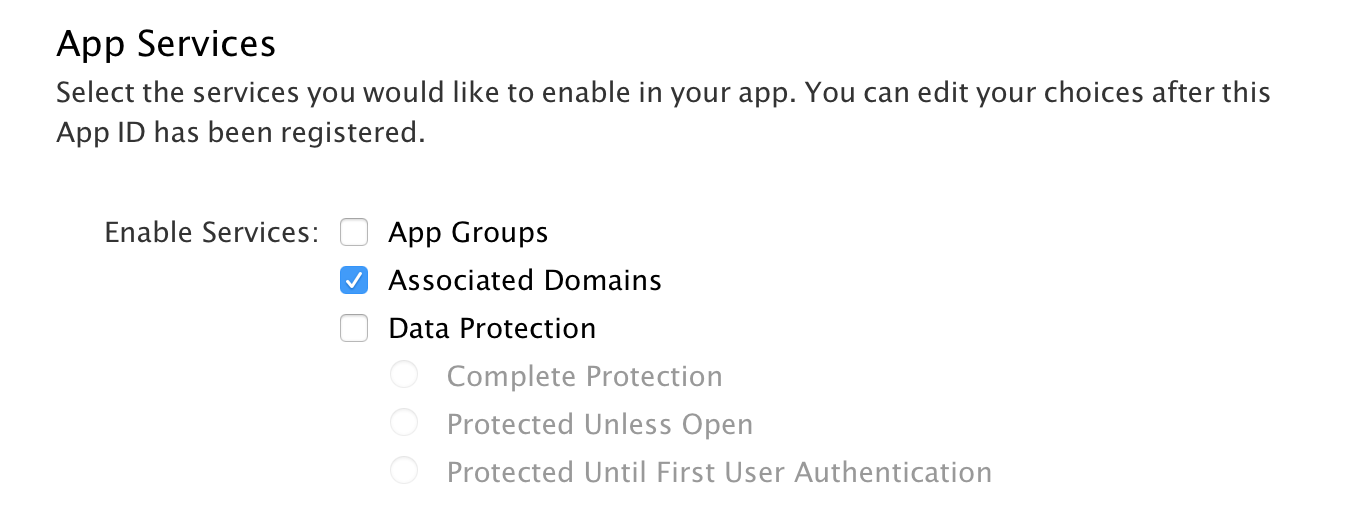 App Services
Select the services you would like to enable in your app. You can edit your choices after this
App ID has been registered.
Enable Services: App Groups
Associated Domains
Data Protection
Complete Protection
Protected Unless Open
Protected Until First User Authentication